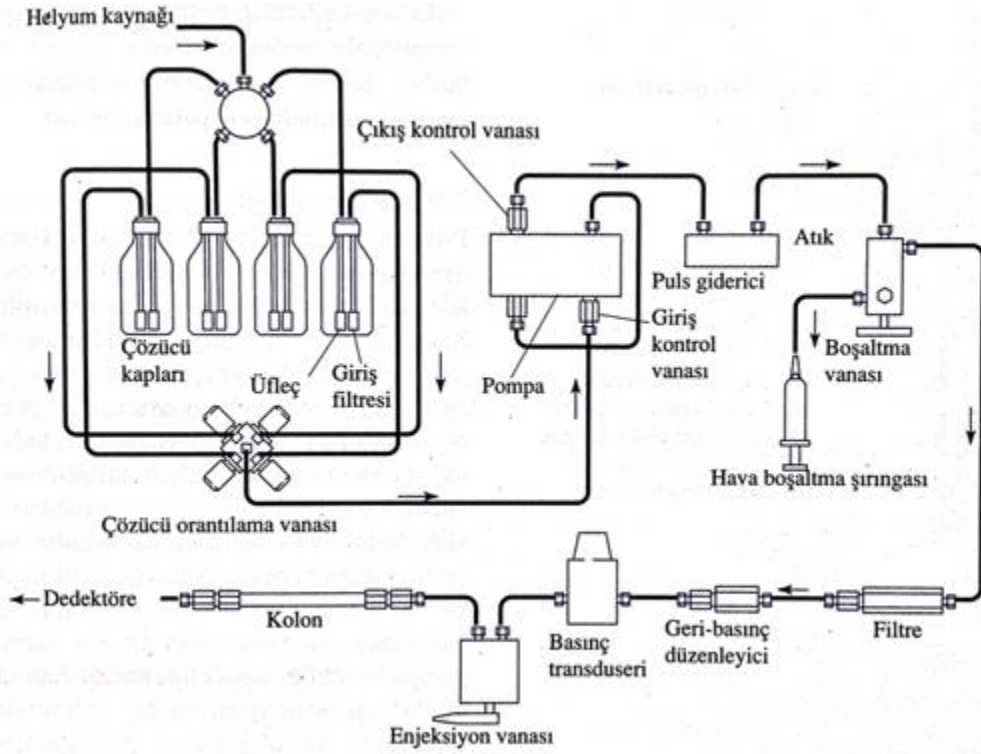 Helyum kaynağı
Çıkış kontrol vanası
Atık
Puls giderici
Giriş
kontrol
vanası
Boşaltma
vanası
Çözücü
kapları
Üfleç
Giriş
filtresi
Pompa
Hava boşaltma şırıngası
Çözücü orantılama vanası
Dedektöre
Kolon
Basınç
transduseri
Geri-basınç
düzenleyici
Filtre
Enjeksiyon vanası